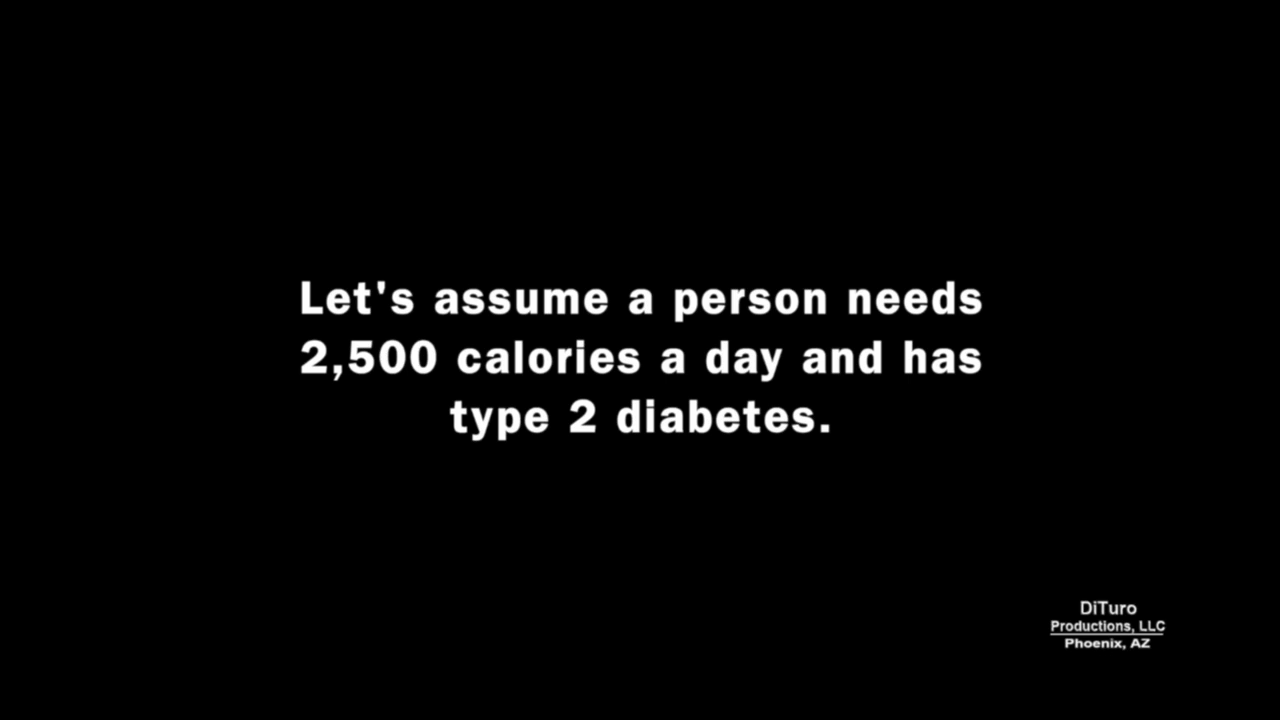 Let's assume a person needs
2,500 calories a day and has
type 2 diabetes.
DiTuro
Productions, LLC
Phoenix, AZ